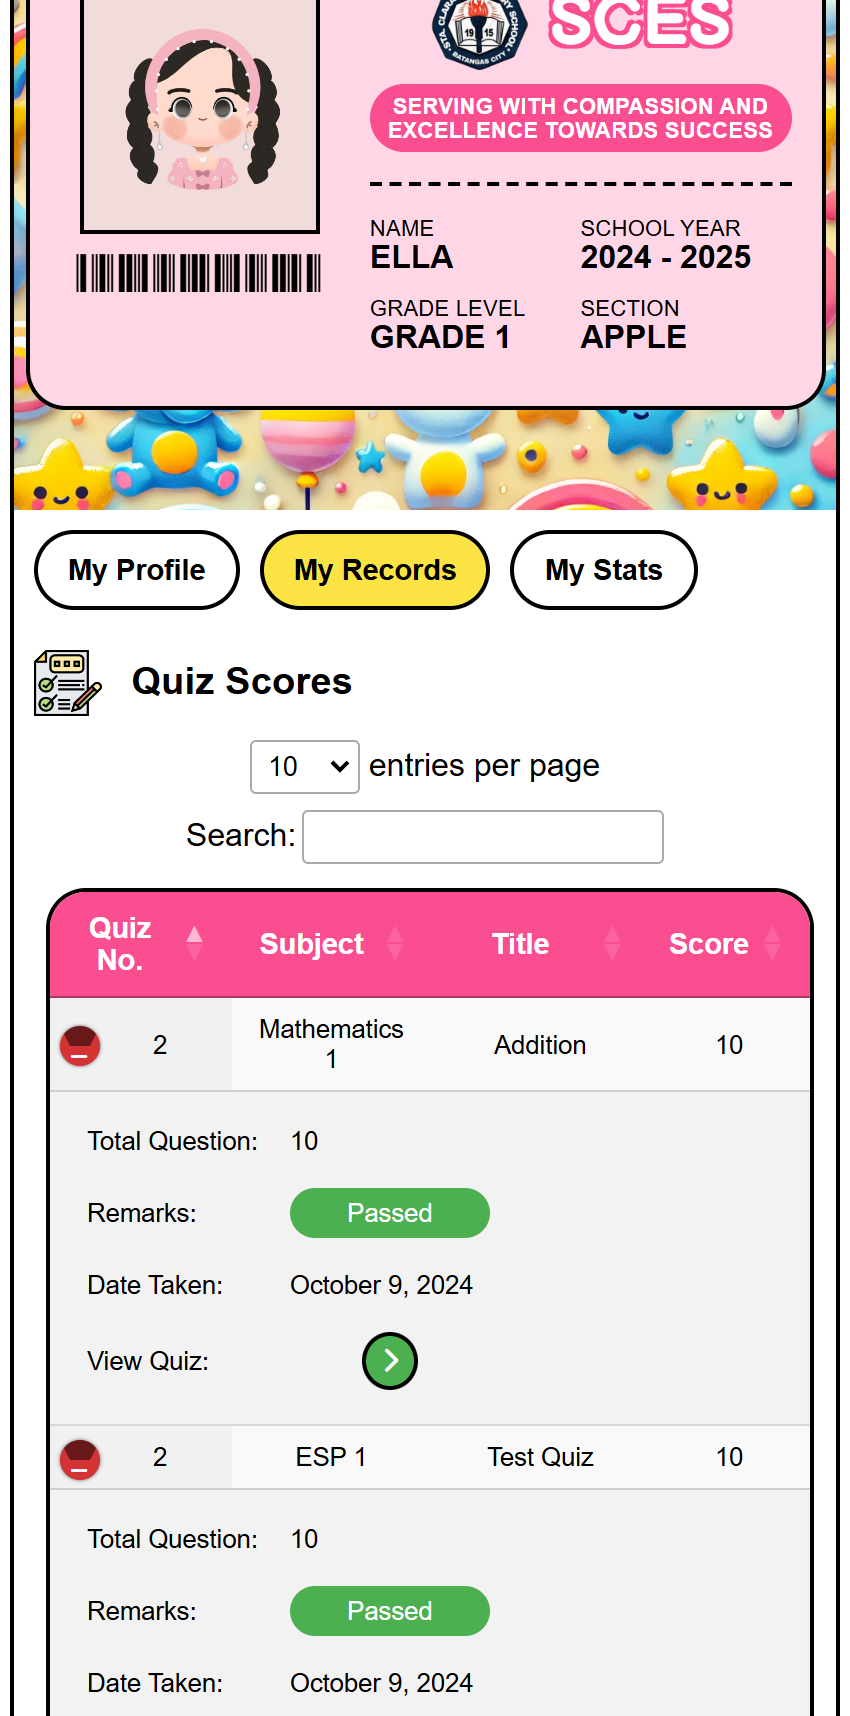 STA. CLARA
RY SCHOOL
19 15
BATANGAS CITY
SCES
SERVING WITH COMPASSION AND
EXCELLENCE TOWARDS SUCCESS
NAME
ELLA
SCHOOL YEAR
2024 - 2025
GRADE LEVEL
GRADE 1
SECTION
APPLE
My Profile
My Records
My Stats
Quiz Scores
10 entries per page
Search:
Quiz
No.
Subject
Title
Score
2
Mathematics
1
Addition
10
Total Question: 10
Remarks: Passed
Date Taken: October 9, 2024
View Quiz:
2 ESP 1 Test Quiz 10
Total Question: 10
Remarks: Passed
Date Taken: October 9, 2024